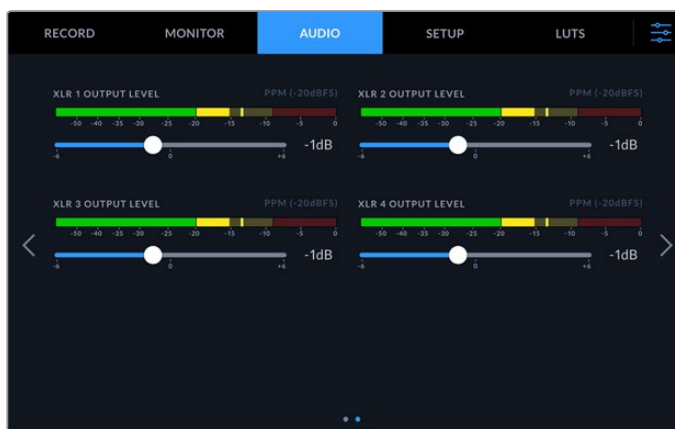 RECORD MONITOR AUDIO SETUP LUTS
XLR 1 OUTPUT LEVEL PPM (-20dBFS)
-50 -40 -35 -30 -25 -20 -15 -10 -5 0
-1dB
-6 0 +6
XLR 2 OUTPUT LEVEL PPM (-20dBFS)
-50 -40 -35 -30 -25 -20 -15 -10 -5 0
-1dB
-6 0 +6
XLR 3 OUTPUT LEVEL PPM (-20dBFS)
-50 -40 -35 -30 -25 -20 -15 -10 -5 0
-1dB
-6 0 +6
XLR 4 OUTPUT LEVEL PPM (-20dBFS)
-50 -40 -35 -30 -25 -20 -15 -10 -5 0
-1dB
-6 0 +6